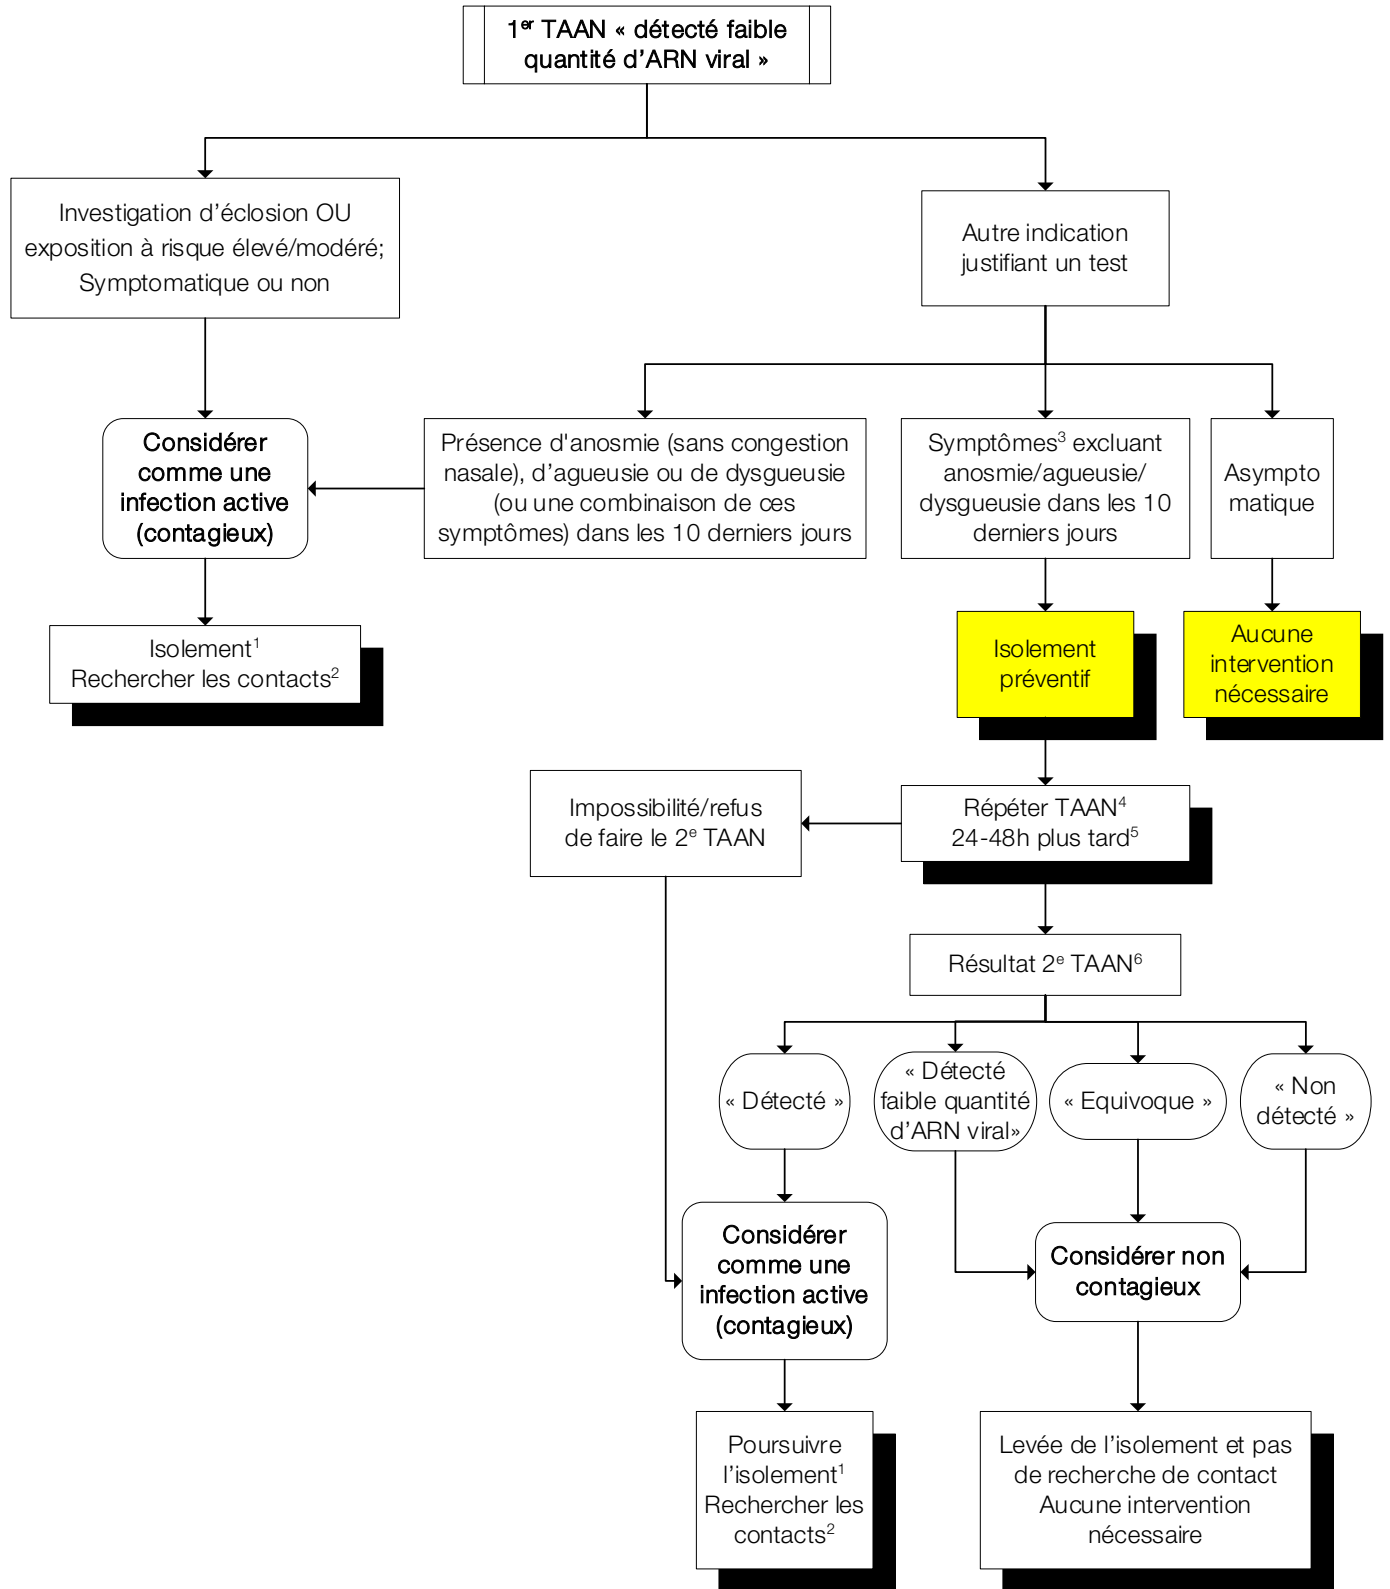 1er TAAN « détecté faible
quantité d’ARN viral »
Investigation d’éclosion OU
exposition à risque élevé/modéré;
Symptomatique ou non
Autre indication
justifiant un test
Considérer
comme une
infection active
(contagieux)
Présence d'anosmie (sans congestion
nasale), d’agueusie ou de dysgueusie
(ou une combinaison de ces
symptômes) dans les 10 derniers jours
Symptômes3 excluant
anosmie/agueusie/
dysgueusie dans les 10
derniers jours
Asympto
matique
Isolement1
Rechercher les contacts2
Isolement
préventif
Aucune
intervention
nécessaire
Impossibilité/refus
de faire le 2e TAAN
Répéter TAAN4
24-48h plus tard5
Résultat 2e TAAN6
« Détecté »
« Détecté
faible quantité
d’ARN viral»
« Equivoque »
« Non
détecté »
Considérer
comme une
infection active
(contagieux)
Considérer non
contagieux
Poursuivre
l’isolement1
Rechercher les
contacts2
Levée de l’isolement et pas
de recherche de contact
Aucune intervention
nécessaire